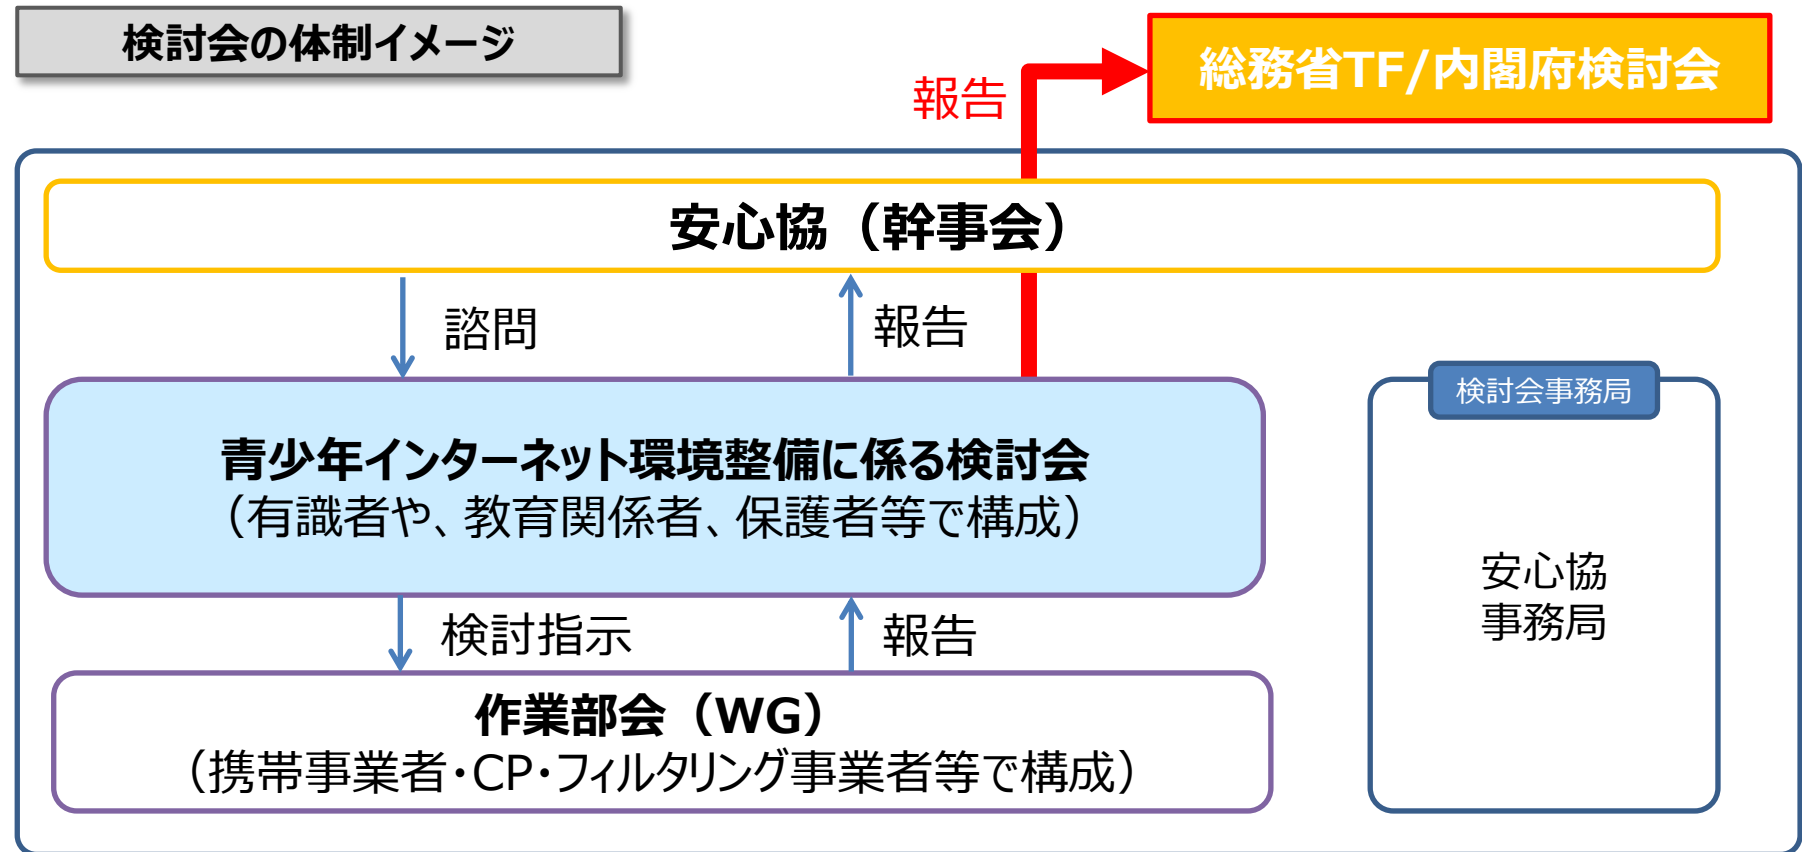 検討会の体制イメージ
総務省TF/内閣府検討会
報告
安心協（幹事会）
諮問
報告
検討会事務局
青少年インターネット環境整備に係る検討会
（有識者や、教育関係者、保護者等で構成）
安心協
事務局
検討指示
報告
作業部会（WG）
（携帯事業者・CP・フィルタリング事業者等で構成）